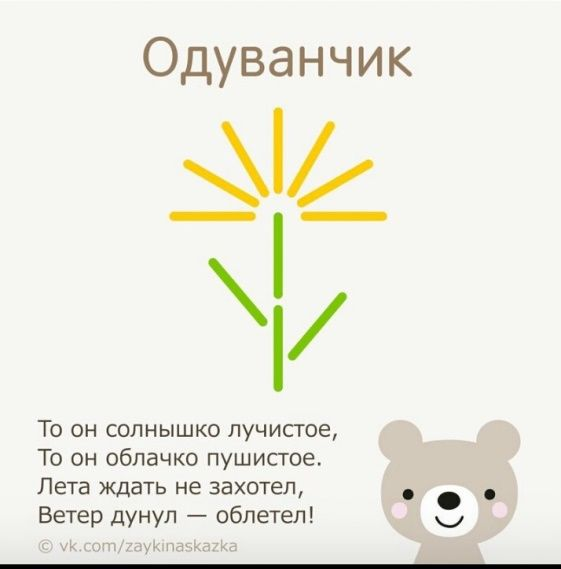 Одуванчик
То он солнышко лучистое,
То он облачко пушистое.
Лета ждать не захотел,
Ветер дунул — облетел!
© vk.com/zaykinaskazka